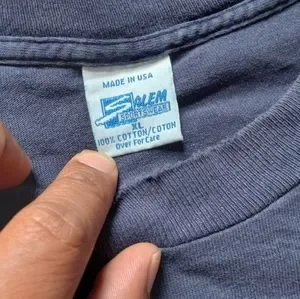 MADE IN USA
SALEM
SPORTSWEAR
XL
100% COTTON/COTON
Over For Care